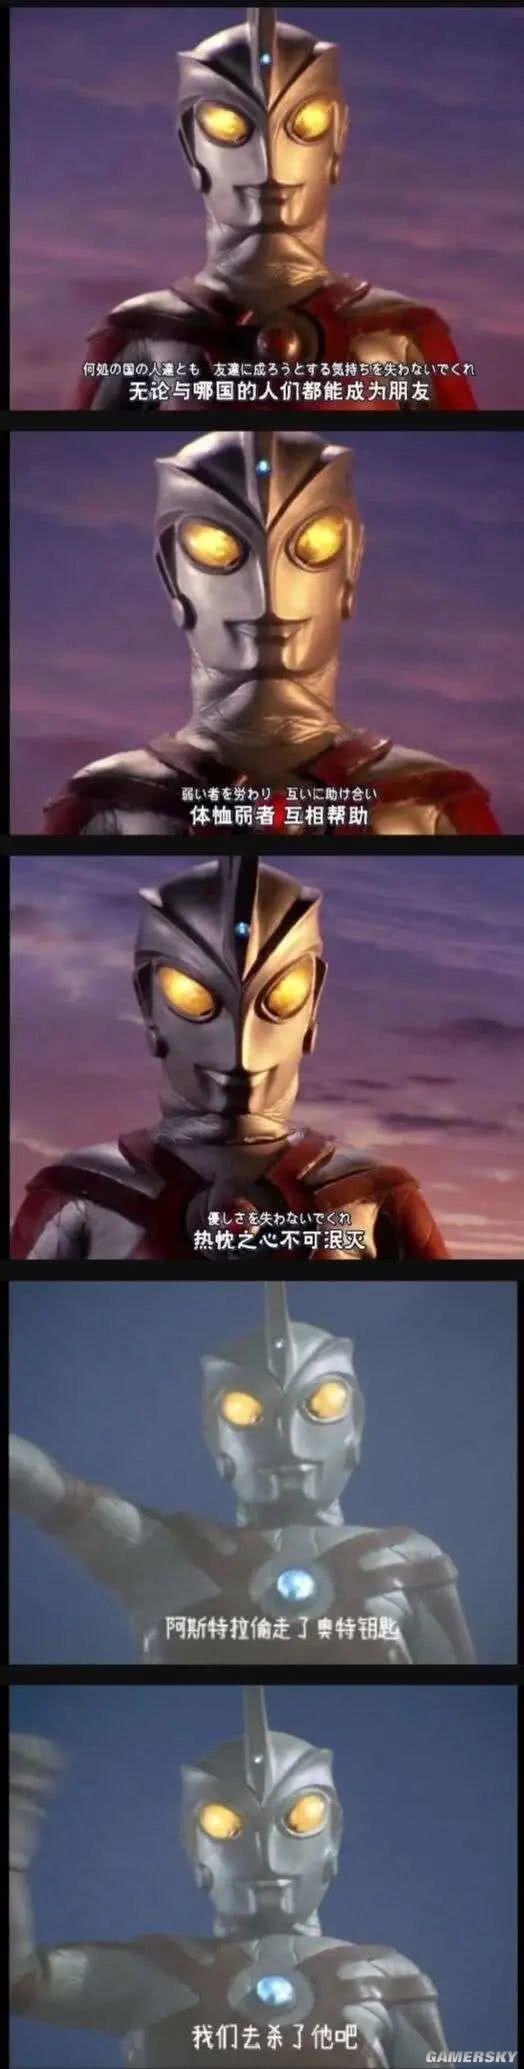 何処の国の人達とも 友達に成ろうとする気持ちを失わないでくれ
无论与哪国的人们都能成为朋友
弱い者を労わり 互いに助け合い
体恤弱者 互相帮助
優しさを失わないでくれ
热忱之心不可泯灭
阿斯特拉偷走了奥特钥匙
我们去杀了他吧
GAMERSKY